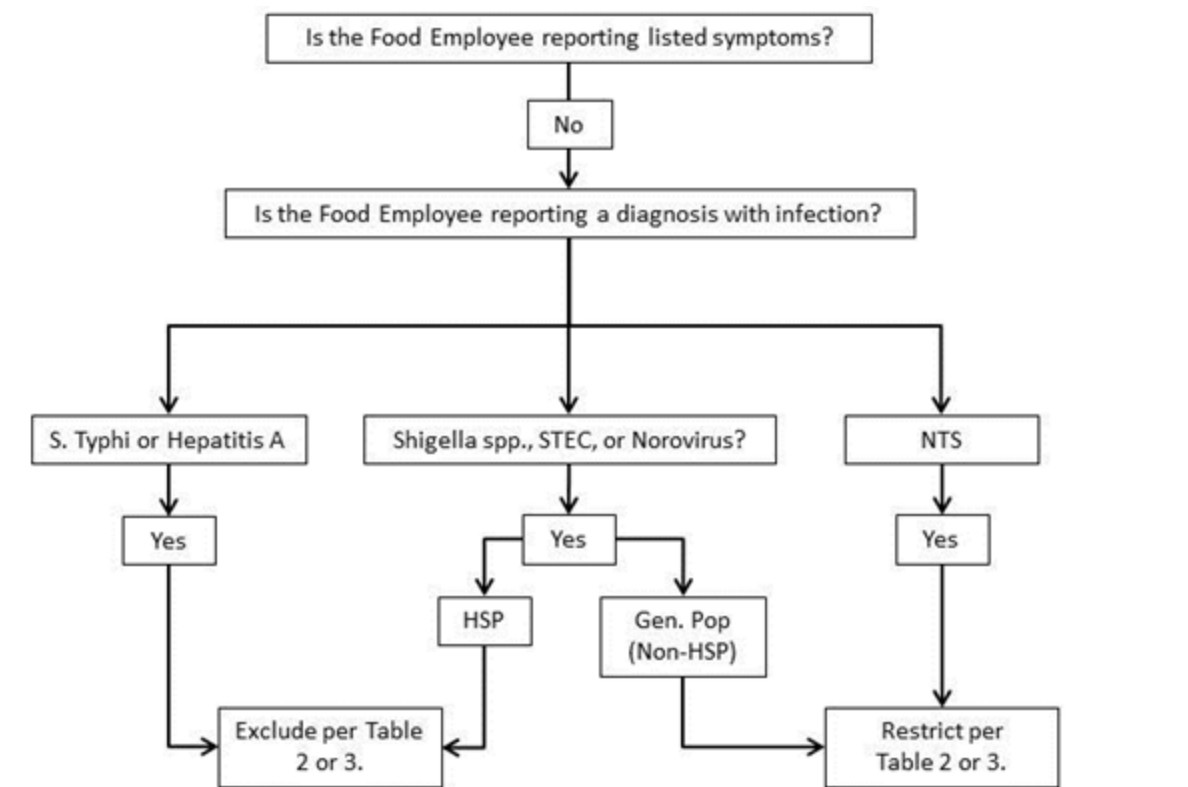 Is the Food Employee reporting listed symptoms?
No
Is the Food Employee reporting a diagnosis with infection?
S. Typhi or Hepatitis A
Shigella spp., STEC, or Norovirus?
NTS
Yes
Yes
Yes
HSP
Gen. Pop
(Non-HSP)
Exclude per Table
2 or 3.
Restrict per
Table 2 or 3.